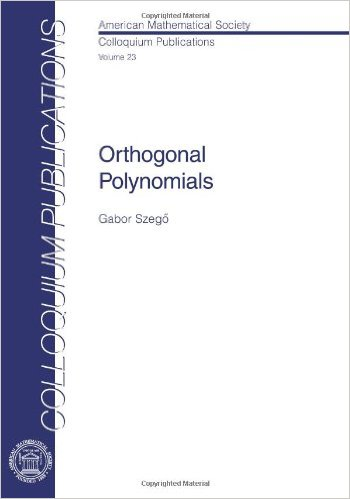 Copyrighted Material
American Mathematical Society
Colloquium Publications
Volume 23
Orthogonal
Polynomials
Gabor Szegő
COLLOQUIUM PUBLICATIONS
Copyrighted Material